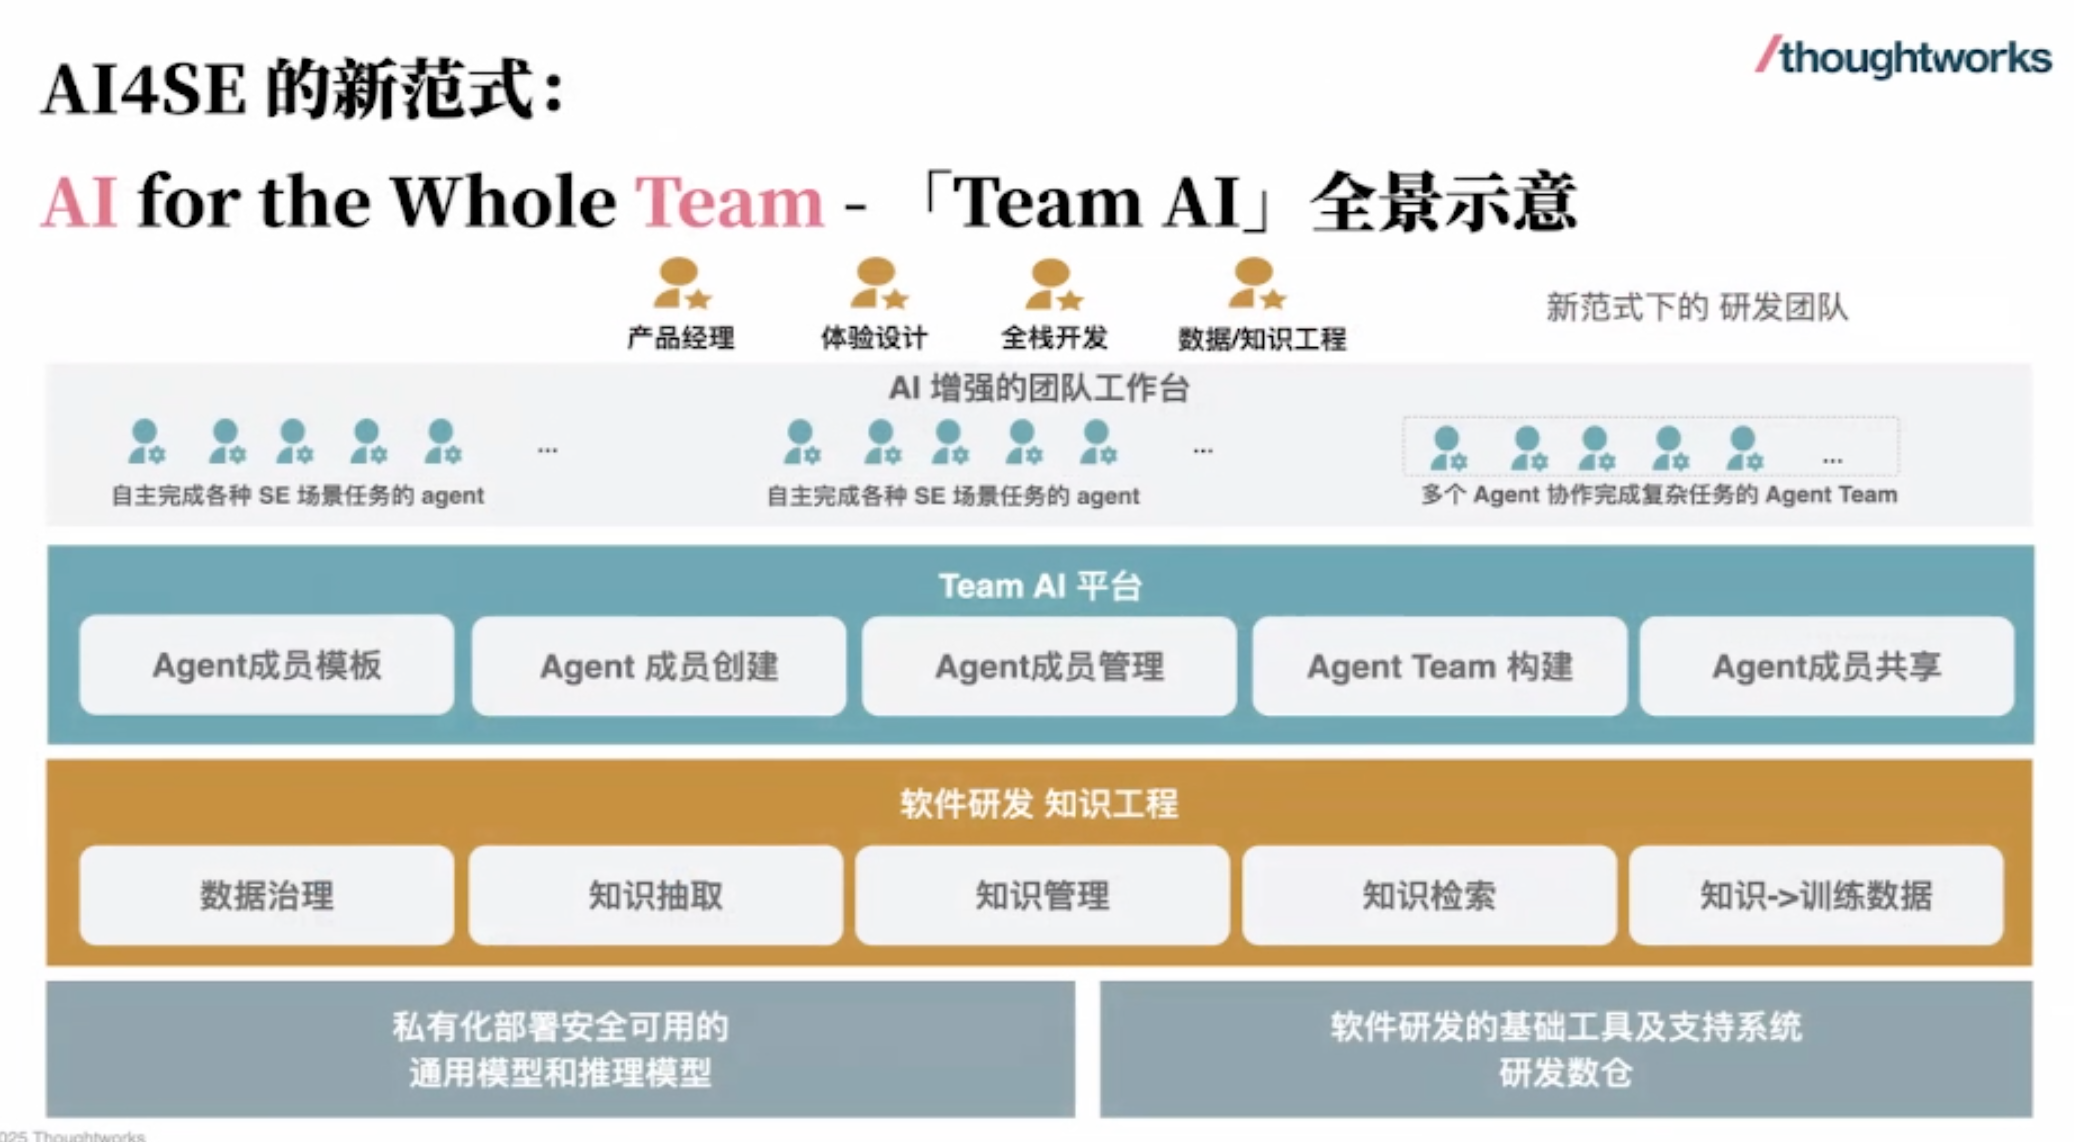 /thoughtworks
AI4SE 的新范式：
AI for the Whole Team - 「Team AI」全景示意
产品经理
体验设计
全栈开发
数据/知识工程
新范式下的 研发团队
AI 增强的团队工作台
...
...
...
自主完成各种 SE 场景任务的 agent
自主完成各种 SE 场景任务的 agent
多个 Agent 协作完成复杂任务的 Agent Team
Team AI 平台
Agent成员模板
Agent 成员创建
Agent成员管理
Agent Team 构建
Agent成员共享
软件研发 知识工程
数据治理
知识抽取
知识管理
知识检索
知识->训练数据
私有化部署安全可用的
通用模型和推理模型
软件研发的基础工具及支持系统
研发数仓
025 Thoughtworks